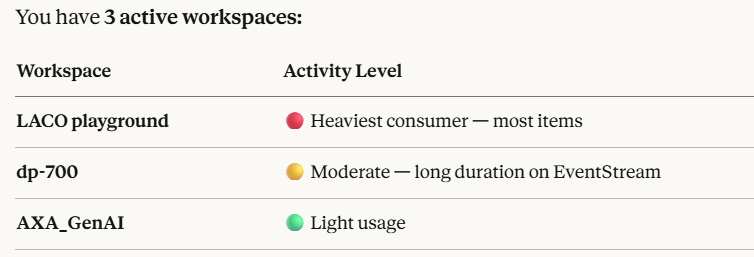 You have 3 active workspaces:
Workspace Activity Level
LACO playground 🔴 Heaviest consumer — most items
dp-700 🟡 Moderate — long duration on EventStream
AXA_GenAI 🟢 Light usage